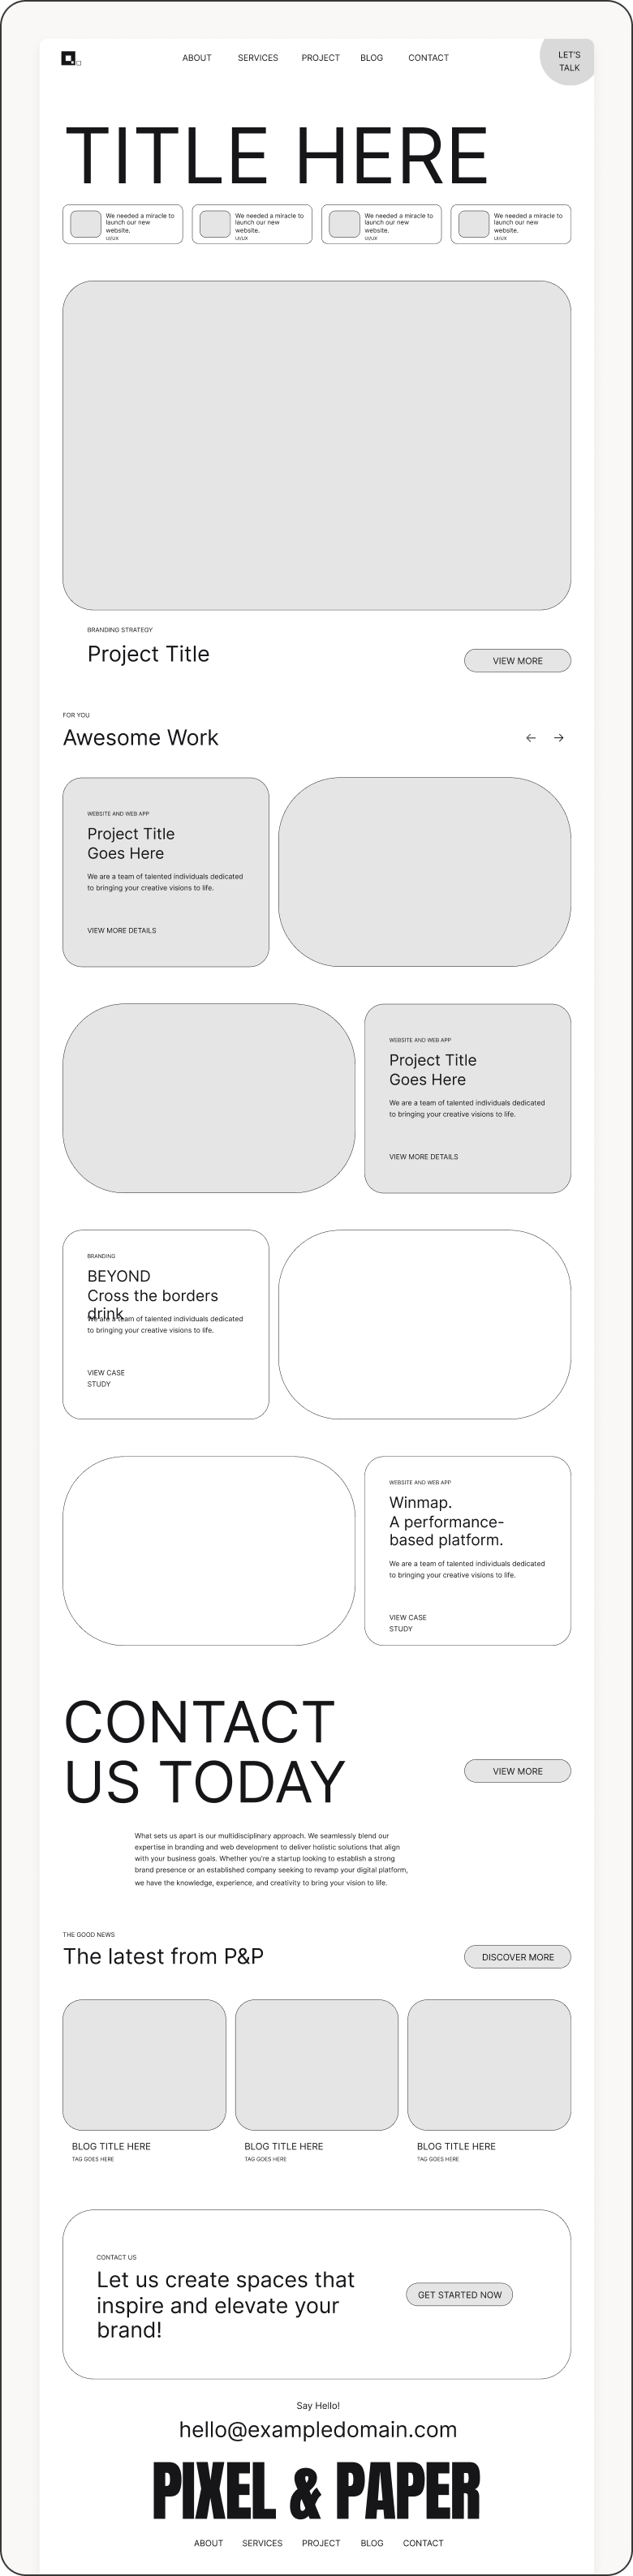 ABOUT
SERVICES
PROJECT
BLOG
CONTACT
LET'S
TALK
TITLE HERE
We needed a miracle to
launch our new
website.
UI/UX
We needed a miracle to
launch our new
website.
UI/UX
We needed a miracle to
launch our new
website.
UI/UX
We needed a miracle to
launch our new
website.
UI/UX
BRANDING STRATEGY
Project Title
VIEW MORE
FOR YOU
Awesome Work
WEBSITE AND WEB APP
Project Title
Goes Here
We are a team of talented individuals dedicated
to bringing your creative visions to life.
VIEW MORE DETAILS
WEBSITE AND WEB APP
Project Title
Goes Here
We are a team of talented individuals dedicated
to bringing your creative visions to life.
VIEW MORE DETAILS
BRANDING
BEYOND
Cross the borders
drink
We are a team of talented individuals dedicated
to bringing your creative visions to life.
VIEW CASE
STUDY
WEBSITE AND WEB APP
Winmap.
A performance-
based platform.
We are a team of talented individuals dedicated
to bringing your creative visions to life.
VIEW CASE
STUDY
CONTACT
US TODAY
VIEW MORE
What sets us apart is our multidisciplinary approach. We seamlessly blend our
expertise in branding and web development to deliver holistic solutions that align
with your business goals. Whether you're a startup looking to establish a strong
brand presence or an established company seeking to revamp your digital platform,
we have the knowledge, experience, and creativity to bring your vision to life.
THE GOOD NEWS
The latest from P&P
DISCOVER MORE
BLOG TITLE HERE
TAG GOES HERE
BLOG TITLE HERE
TAG GOES HERE
BLOG TITLE HERE
TAG GOES HERE
CONTACT US
Let us create spaces that
inspire and elevate your
brand!
GET STARTED NOW
Say Hello!
hello@exampledomain.com
PIXEL & PAPER
ABOUT
SERVICES
PROJECT
BLOG
CONTACT